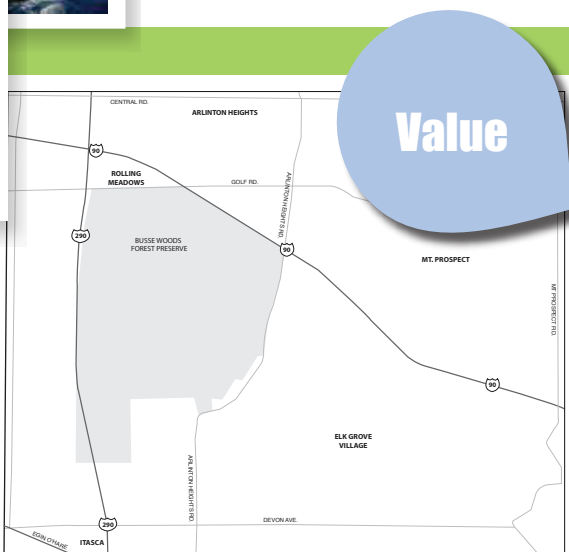 Value
CENTRAL RD.
ARLINTON HEIGHTS
90
ROLLING
MEADOWS
GOLF RD.
ARLINTON HEIGHTS RD.
290
BUSSE WOODS
FOREST PRESERVE
90
MT. PROSPECT
MT PROSPECT RD.
90
ELK GROVE
VILLAGE
ARLINTON HEIGHTS RD.
290
DEVON AVE.
EGIN O'HARE
ITASCA